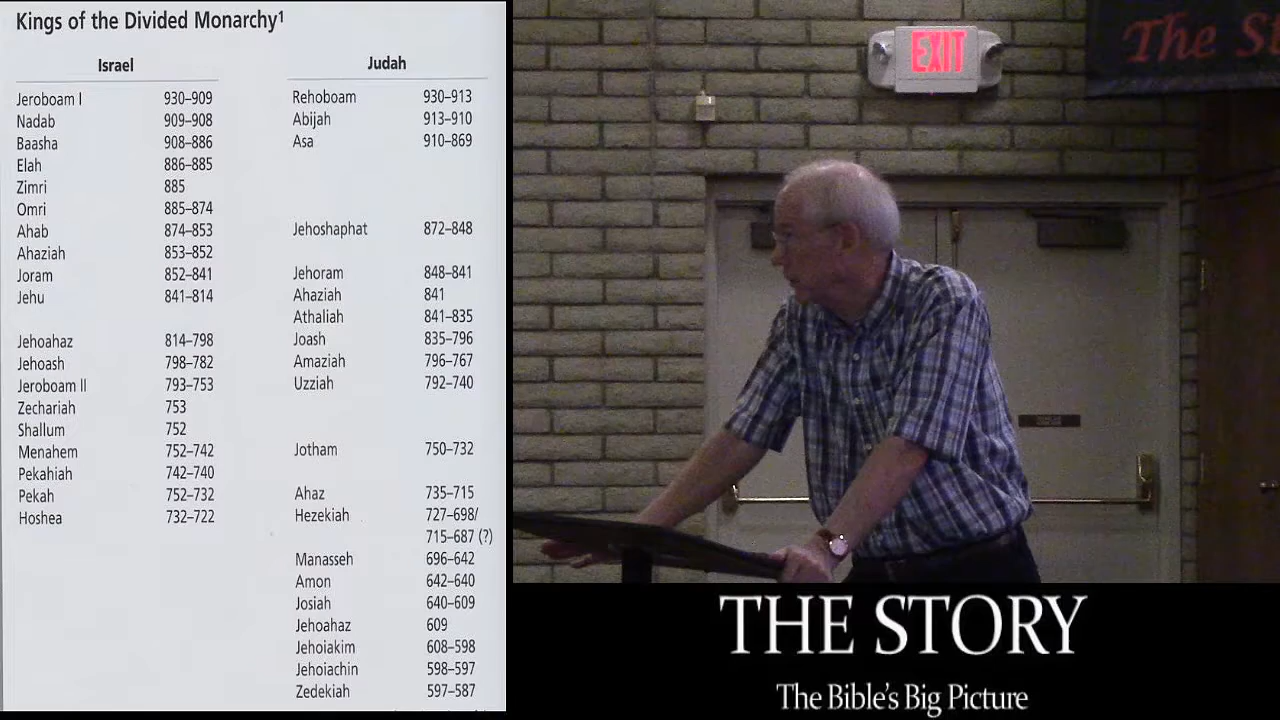 Kings of the Divided Monarchy¹
Israel
Jeroboam I 930–909
Nadab 909–908
Baasha 908–886
Elah 886–885
Zimri 885
Omri 885–874
Ahab 874–853
Ahaziah 853–852
Joram 852–841
Jehu 841–814
Jehoahaz 814–798
Jehoash 798–782
Jeroboam II 793–753
Zechariah 753
Shallum 752
Menahem 752–742
Pekahiah 742–740
Pekah 752–732
Hoshea 732–722
Judah
Rehoboam 930–913
Abijah 913–910
Asa 910–869
Jehoshaphat 872–848
Jehoram 848–841
Ahaziah 841
Athaliah 841–835
Joash 835–796
Amaziah 796–767
Uzziah 792–740
Jotham 750–732
Ahaz 735–715
Hezekiah 727–698/
715–687 (?)
Manasseh 696–642
Amon 642–640
Josiah 640–609
Jehoahaz 609
Jehoiakim 608–598
Jehoiachin 598–597
Zedekiah 597–587
EXIT
The St
THE STORY
The Bible's Big Picture